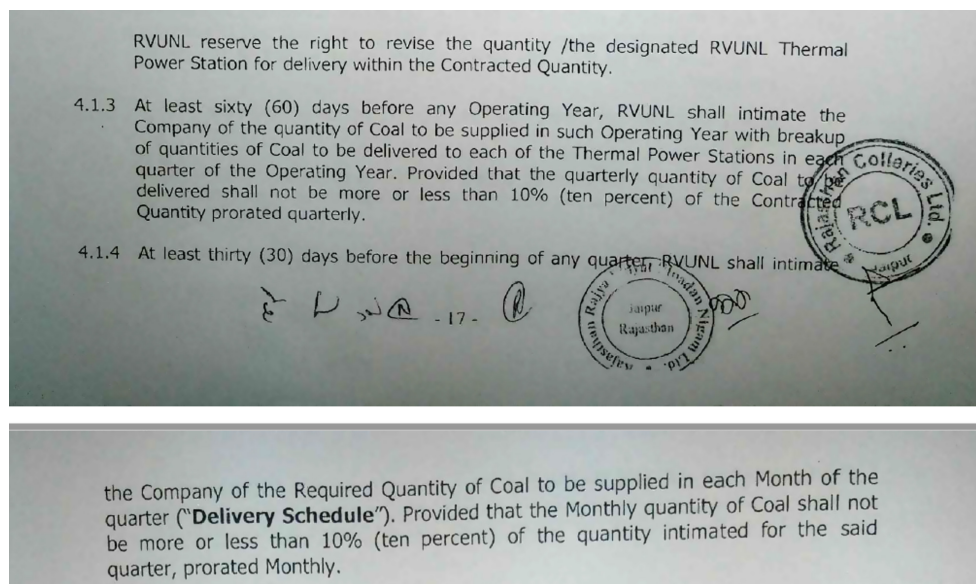 RVUNL reserve the right to revise the quantity /the designated RVUNL Thermal
Power Station for delivery within the Contracted Quantity.
4.1.3 At least sixty (60) days before any Operating Year, RVUNL shall intimate the
Company of the quantity of Coal to be supplied in such Operating Year with breakup
of quantities of Coal to be delivered to each of the Thermal Power Stations in each
quarter of the Operating Year. Provided that the quarterly quantity of Coal to be
delivered shall not be more or less than 10% (ten percent) of the Contracted
Quantity prorated quarterly.
Rajasthan Colleries Ltd.
RCL
Jaipur
4.1.4 At least thirty (30) days before the beginning of any quarter, RVUNL shall intimate
- 17 -
Rajasthan Rajya Nigam Ltd.
Jaipur
Rajasthan
the Company of the Required Quantity of Coal to be supplied in each Month of the
quarter ("Delivery Schedule"). Provided that the Monthly quantity of Coal shall not
be more or less than 10% (ten percent) of the quantity intimated for the said
quarter, prorated Monthly.